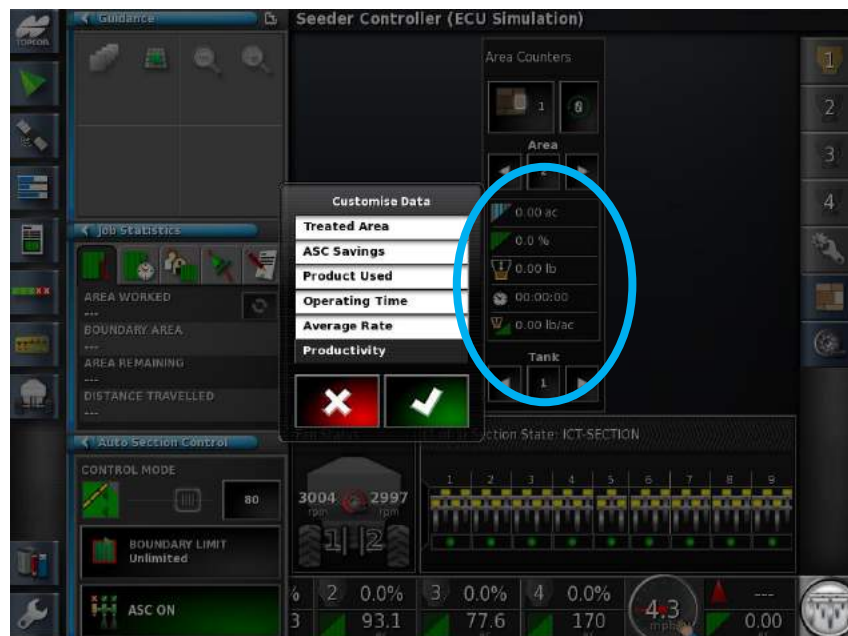 TOPCON
Guidance
Seeder Controller (ECU Simulation)
Area Counters
1
Area
0.00 ac
0.0 %
0.00 lb
00:00:00
0.00 lb/ac
Tank
1
1
2
3
4
Customise Data
Treated Area
ASC Savings
Product Used
Operating Time
Average Rate
Productivity
Job Statistics
AREA WORKED
---
BOUNDARY AREA
---
AREA REMAINING
---
DISTANCE TRAVELLED
---
Auto Section Control
CONTROL MODE
80
BOUNDARY LIMIT
Unlimited
ASC ON
Section State: ICT-SECTION
3004 2997
rpm rpm
1 2
1 2 3 4 5 6 7 8 9
% 2 0.0% 3 0.0% 4 0.0%
3 93.1 77.6 170
4.3
mph
---
0.00